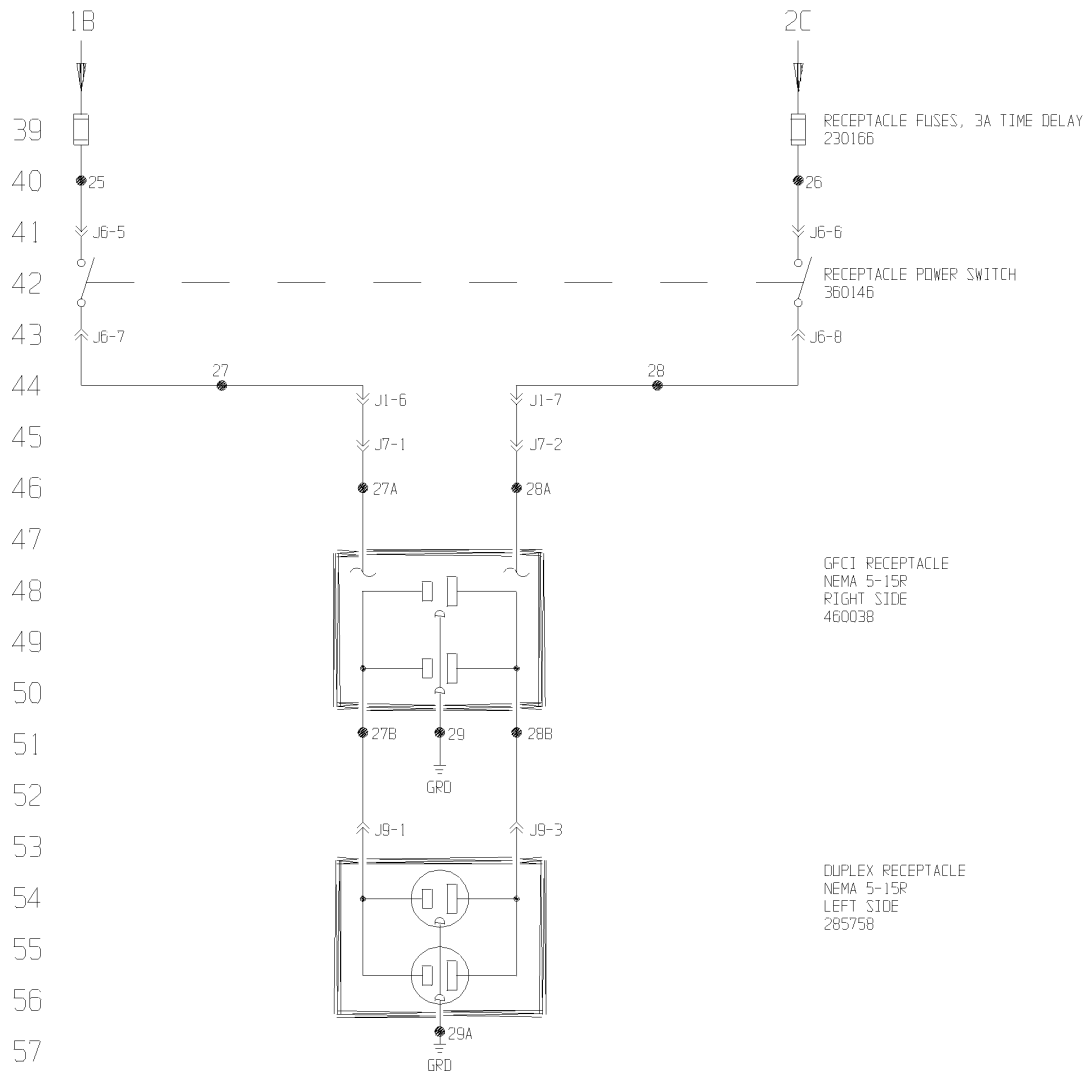 1B 2C
39 RECEPTACLE FUSES, 3A TIME DELAY
230166
40 25 26
41 J6-5 J6-6
42 RECEPTACLE POWER SWITCH
360146
43 J6-7 J6-8
27 28
44
J1-6 J1-7
45 J7-1 J7-2
46 27A 28A
47
GFCI RECEPTACLE
48 NEMA 5-15R
RIGHT SIDE
460038
49
50
51 27B 29 28B
GRD
52
53 J9-1 J9-3
DUPLEX RECEPTACLE
54 NEMA 5-15R
LEFT SIDE
285758
55
56
29A
57
GRD